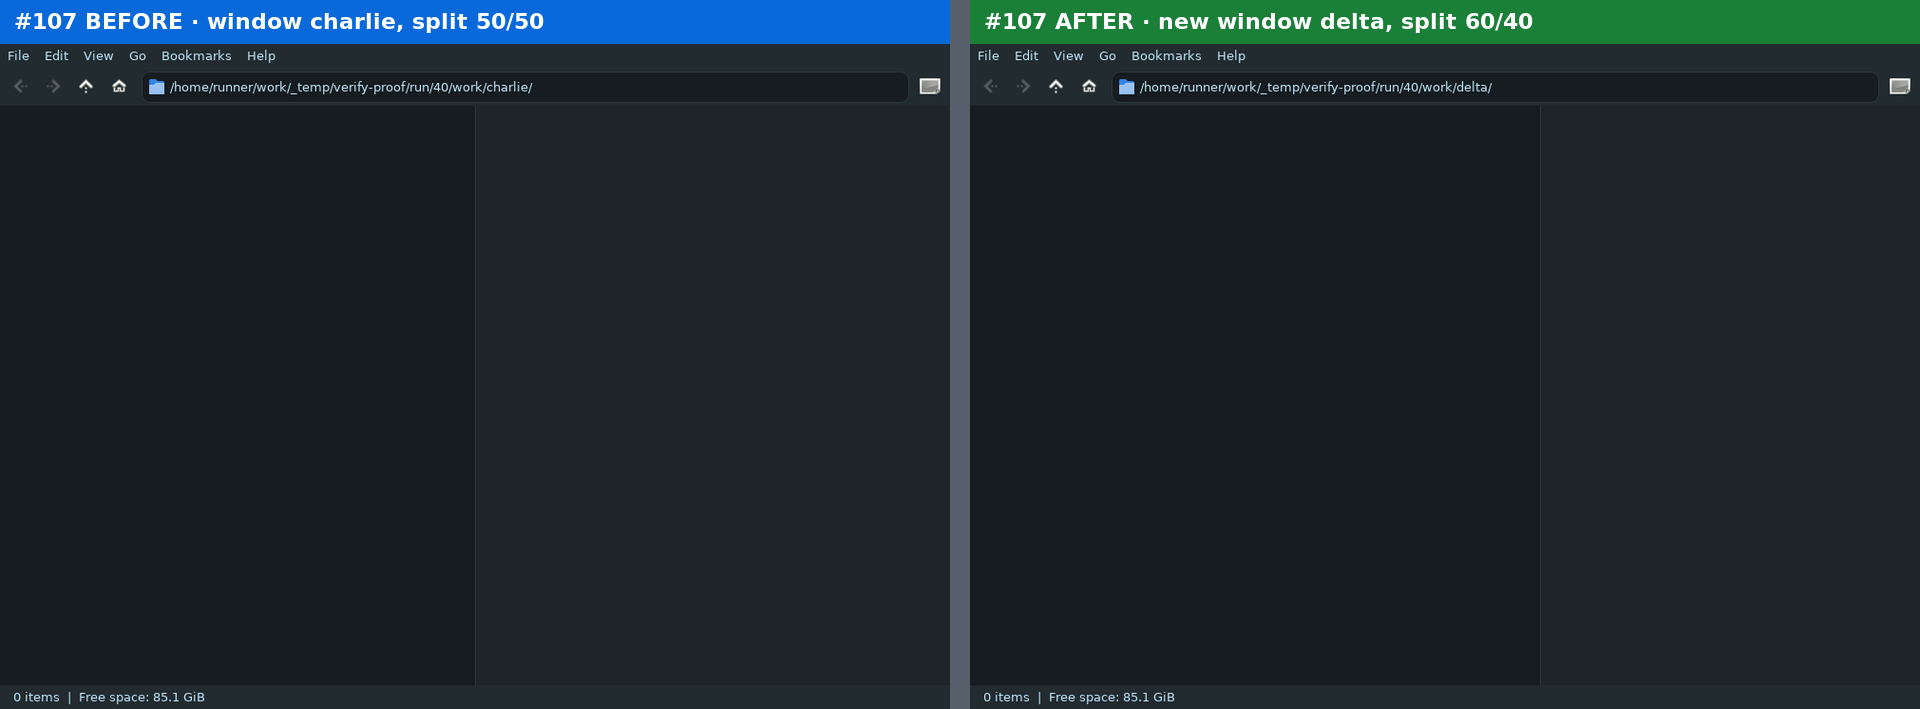 #107 BEFORE · window charlie, split 50/50
File Edit View Go Bookmarks Help
/home/runner/work/_temp/verify-proof/run/40/work/charlie/
0 items | Free space: 85.1 GiB
#107 AFTER · new window delta, split 60/40
File Edit View Go Bookmarks Help
/home/runner/work/_temp/verify-proof/run/40/work/delta/
0 items | Free space: 85.1 GiB